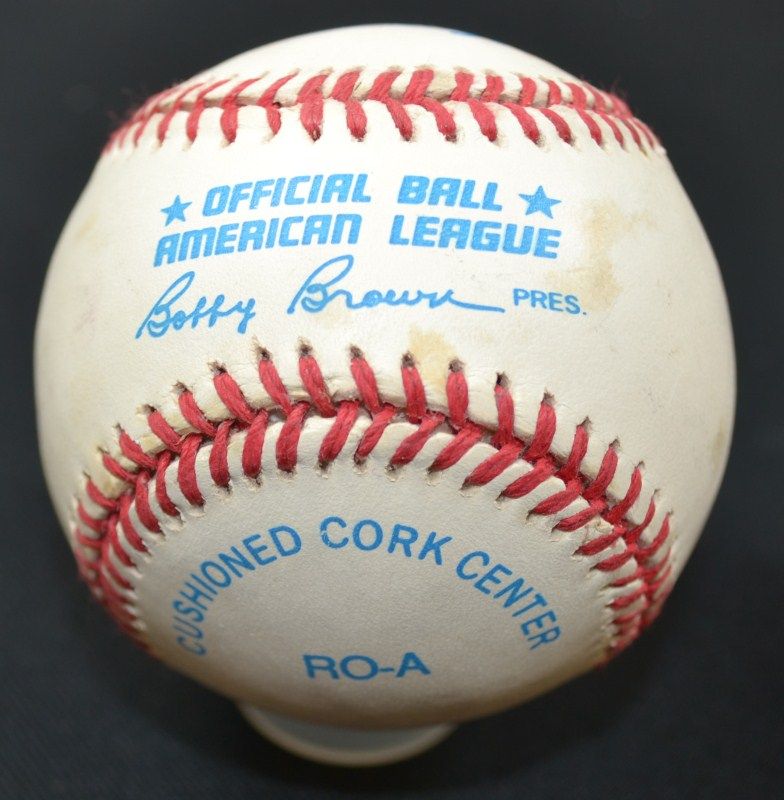 ★ OFFICIAL BALL ★
AMERICAN LEAGUE
Bobby Brown PRES.
CUSHIONED CORK CENTER
RO-A